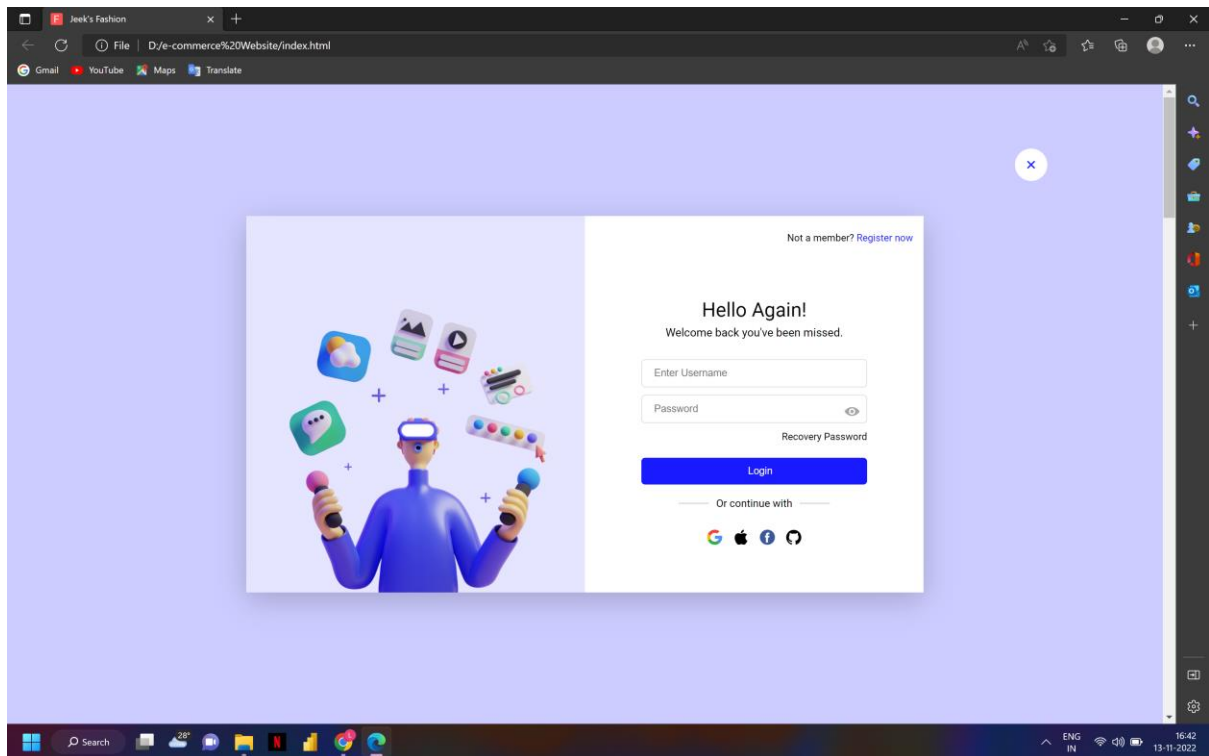 Jeek's Fashion
File D:/e-commerce%20Website/index.html
Gmail YouTube Maps Translate
Not a member? Register now
Hello Again!
Welcome back you've been missed.
Enter Username
Password
Recovery Password
Login
Or continue with
Search 28° ENG IN 16:42 13-11-2022